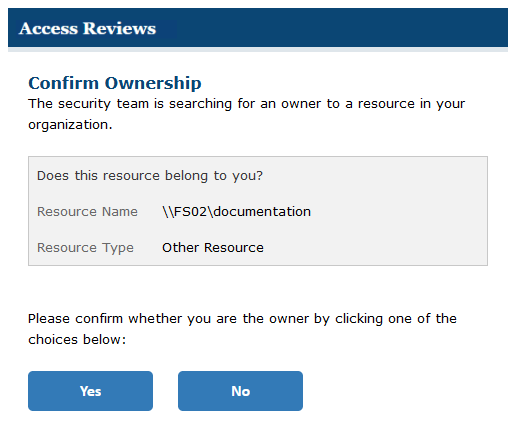 Access Reviews
Confirm Ownership
The security team is searching for an owner to a resource in your
organization.
Does this resource belong to you?
Resource Name \\FS02\documentation
Resource Type Other Resource
Please confirm whether you are the owner by clicking one of the
choices below:
Yes No